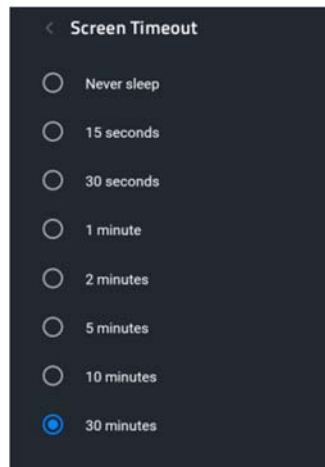 Screen Timeout
Never sleep
15 seconds
30 seconds
1 minute
2 minutes
5 minutes
10 minutes
30 minutes